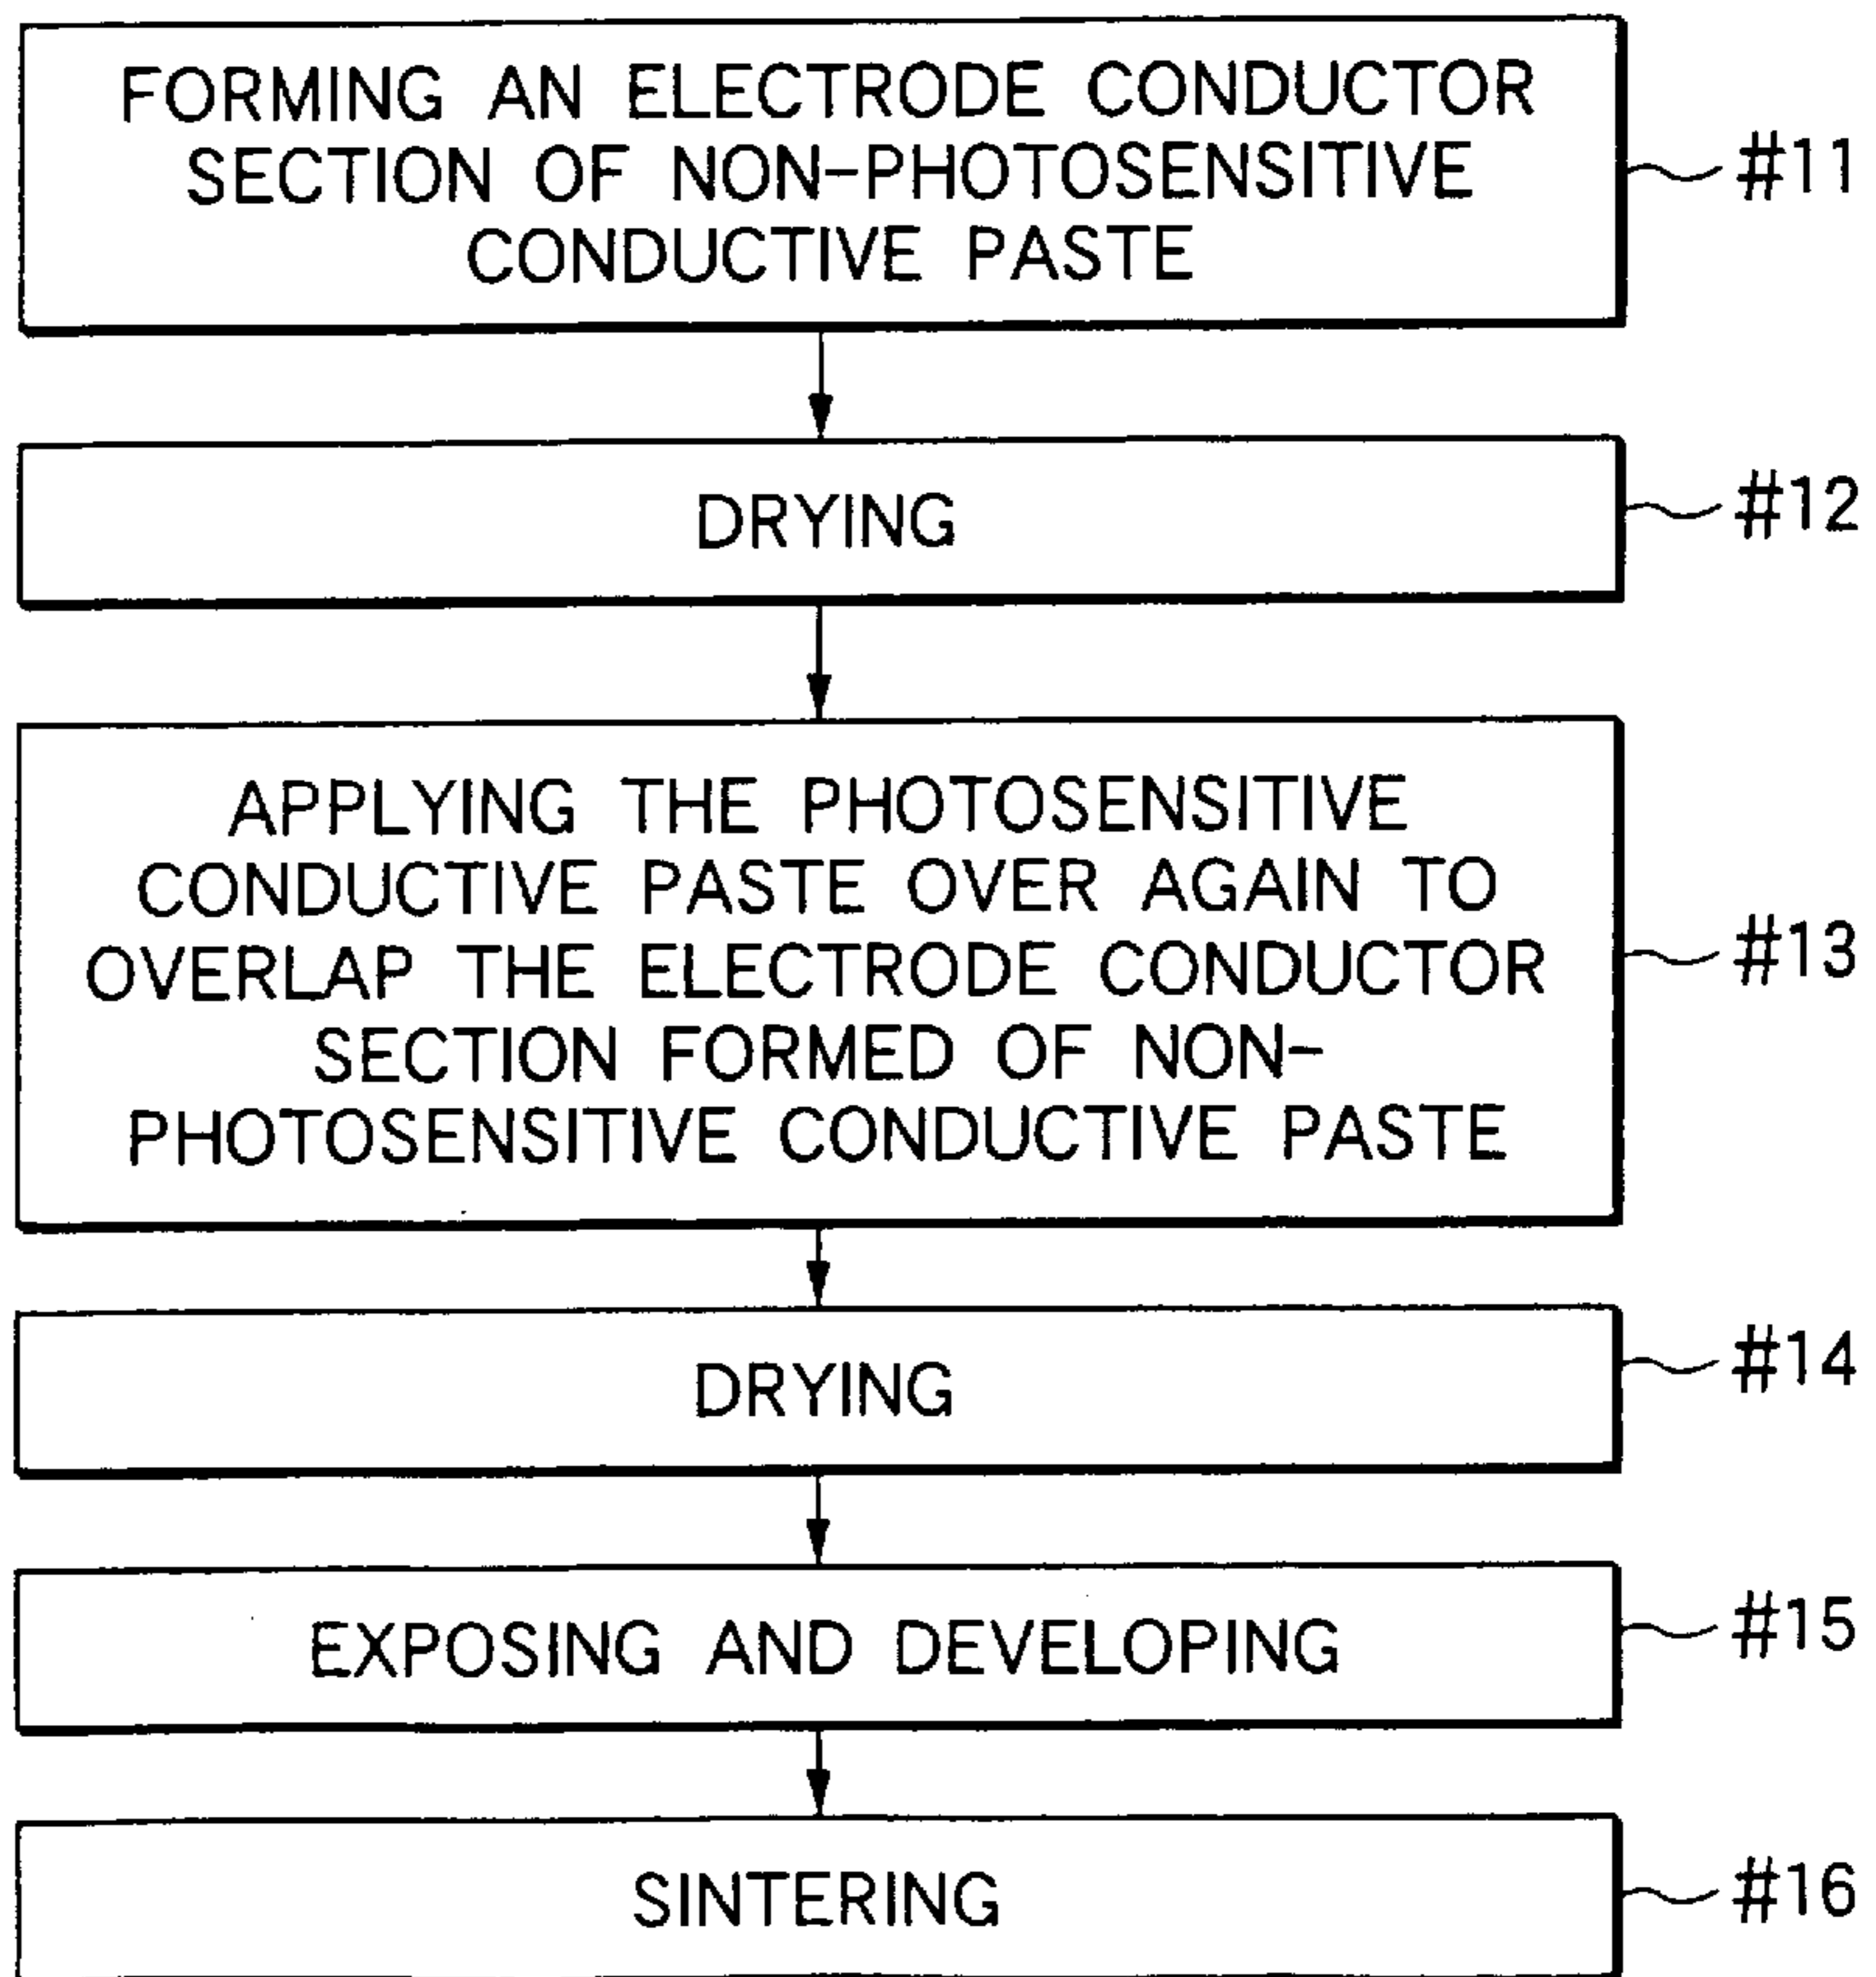 FORMING AN ELECTRODE CONDUCTOR
SECTION OF NON-PHOTOSENSITIVE
CONDUCTIVE PASTE
#11
DRYING
#12
APPLYING THE PHOTOSENSITIVE
CONDUCTIVE PASTE OVER AGAIN TO
OVERLAP THE ELECTRODE CONDUCTOR
SECTION FORMED OF NON-
PHOTOSENSITIVE CONDUCTIVE PASTE
#13
DRYING
#14
EXPOSING AND DEVELOPING
#15
SINTERING
#16